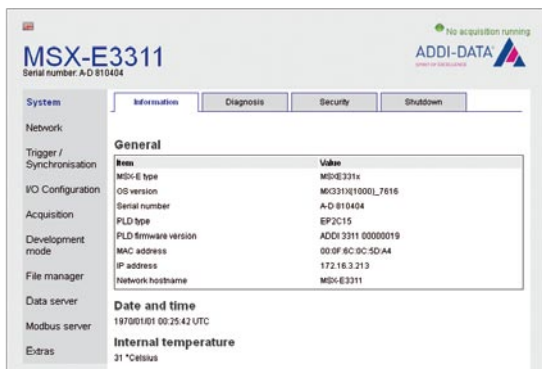 No acquisition running
MSX-E3311
Serial number: A-D 810404
ADDI-DATA
SPIRIT OF EXCELLENCE
System
Network
Trigger /
Synchronisation
I/O Configuration
Acquisition
Development
mode
File manager
Data server
Modbus server
Extras
Information Diagnosis Security Shutdown
General
Item Value
MSX-E type MSXE331x
OS version MX331X(1000)_7616
Serial number A-D 810404
PLD type EP2C15
PLD firmware version ADDI 3311 00000019
MAC address 00:0F:6C:0C:5D:A4
IP address 172.16.3.213
Network hostname MSX-E3311
Date and time
1970/01/01 00:25:42 UTC
Internal temperature
31 °Celsius